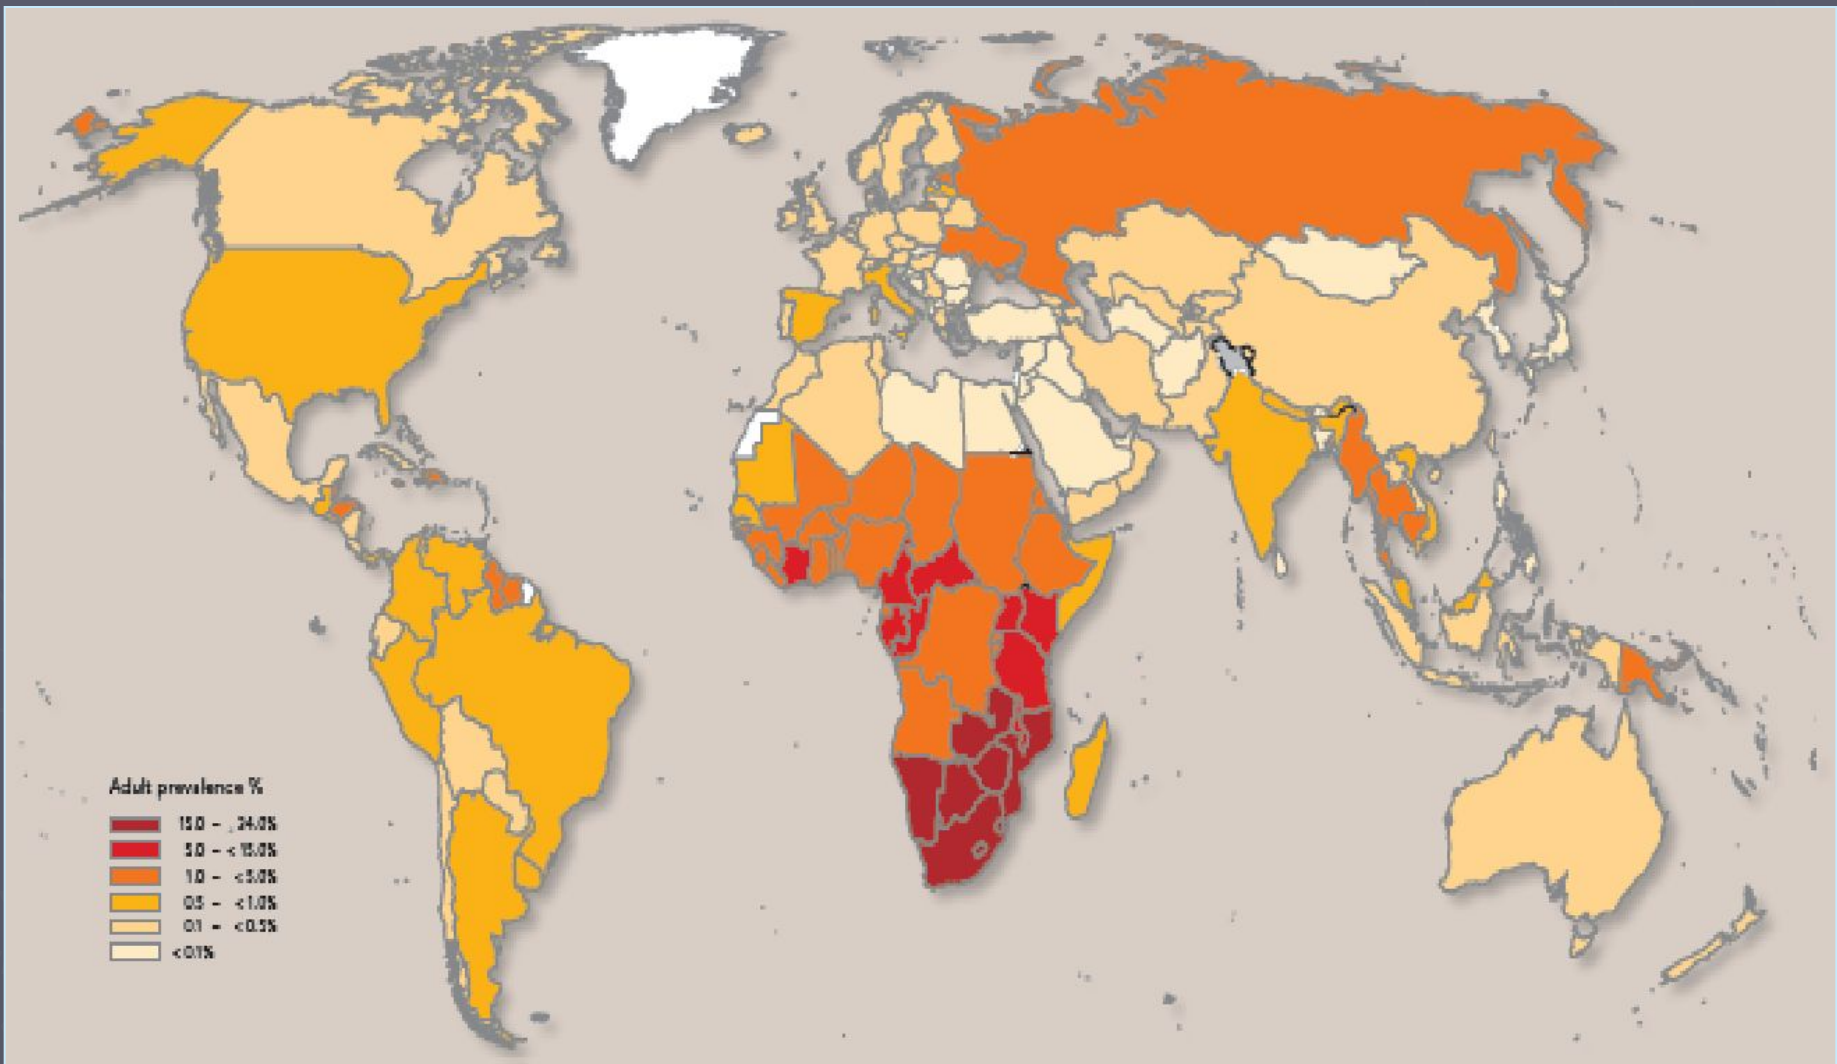 Adult prevalence %
15.0 - 34.0%
5.0 - <15.0%
1.0 - <5.0%
0.5 - <1.0%
0.1 - <0.5%
<0.1%